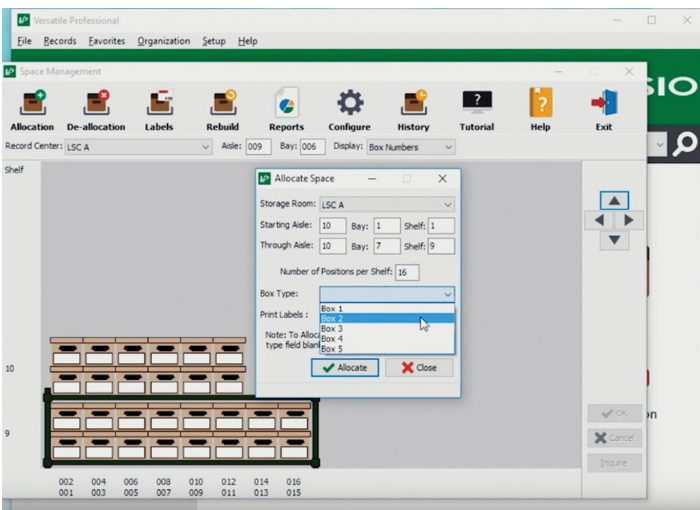 Versatile Professional
File Records Favorites Organization Setup Help
SIO
Space Management
Allocation De-allocation Labels Rebuild Reports Configure History Tutorial Help Exit
Record Center: LSC A Aisle: 009 Bay: 006 Display: Box Numbers
Shelf
Allocate Space
Storage Room: LSC A
Starting Aisle: 10 Bay: 1 Shelf: 1
Through Aisle: 10 Bay: 7 Shelf: 9
Number of Positions per Shelf: 16
Box Type:
Box 1
Print Labels :
Box 2
Box 3
Note: To Alloca
Box 4
type field blan
Box 5
Allocate Close
10
9
OK
on
Cancel
Inquire
002 004 006 008 010 012 014 016
001 003 005 007 009 011 013 015